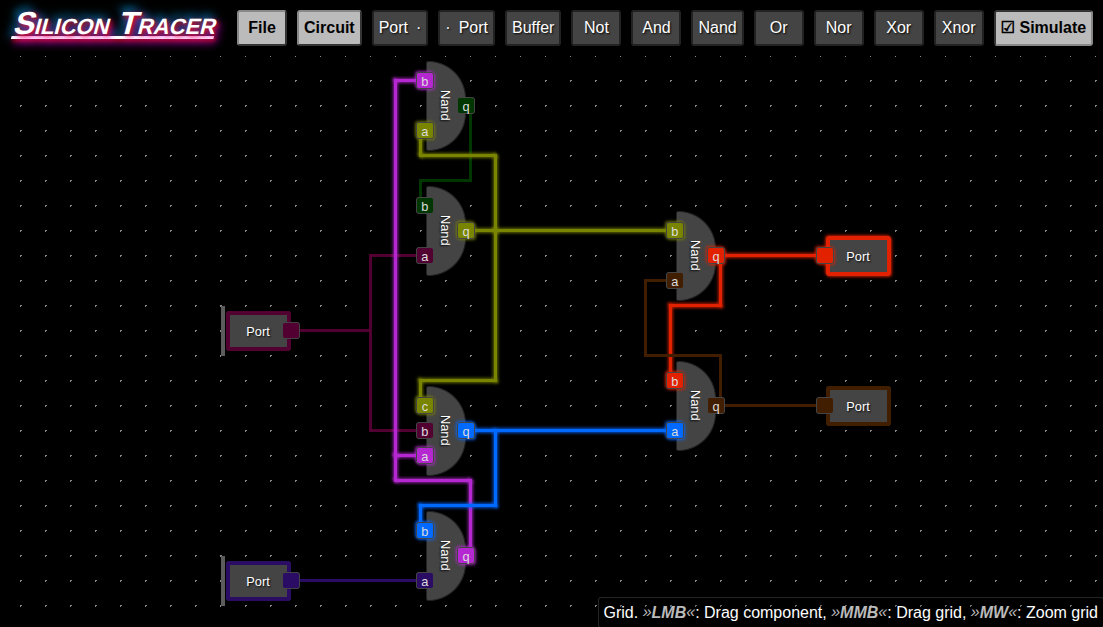 SILICON TRACER
File
Circuit
Port ·
· Port
Buffer
Not
And
Nand
Or
Nor
Xor
Xnor
☑ Simulate
b
Nand
q
a
b
Nand
q
a
b
Nand
q
a
Port
Port
c
b
Nand
q
a
b
Nand
q
a
Port
b
Nand
q
a
Port
Grid. »LMB«: Drag component, »MMB«: Drag grid, »MW«: Zoom grid